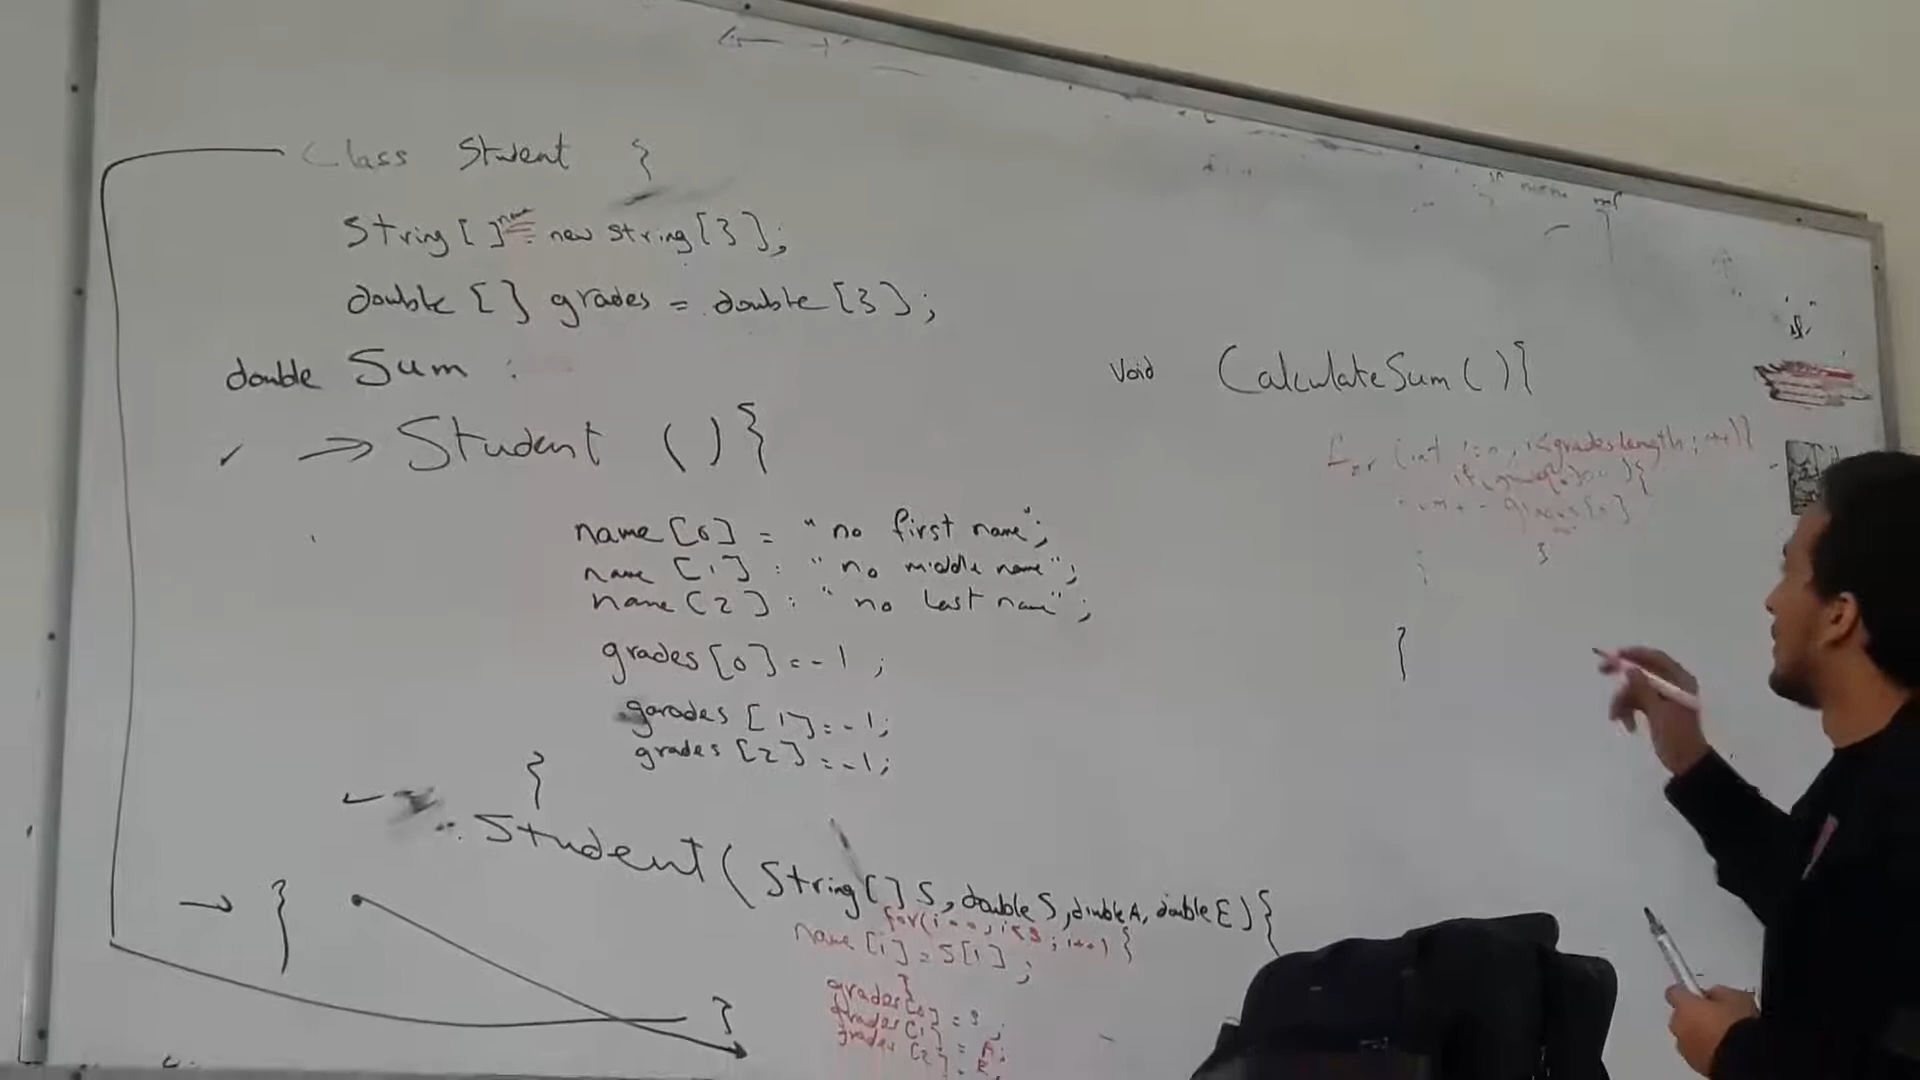 Class Student {
String[] name = new string[3];
double [] grades = double [3];
double Sum ;
Student () {
name [0] = "no first name";
name [1] = "no middle name";
name [2] = "no last name";
grades [0] = -1 ;
garades [1] = -1;
grades [2] = -1;
}
Student (String[] S, double S, double A, double E) {
for(i=0; i<3; i++) {
name [i] = S[i] ;
}
grades [0] = S ;
grades [1] = A;
grades [2] = E;
}
}
void CalculateSum () {
for (int i=0; i<grades.length; i++) {
grades[i]
}
}